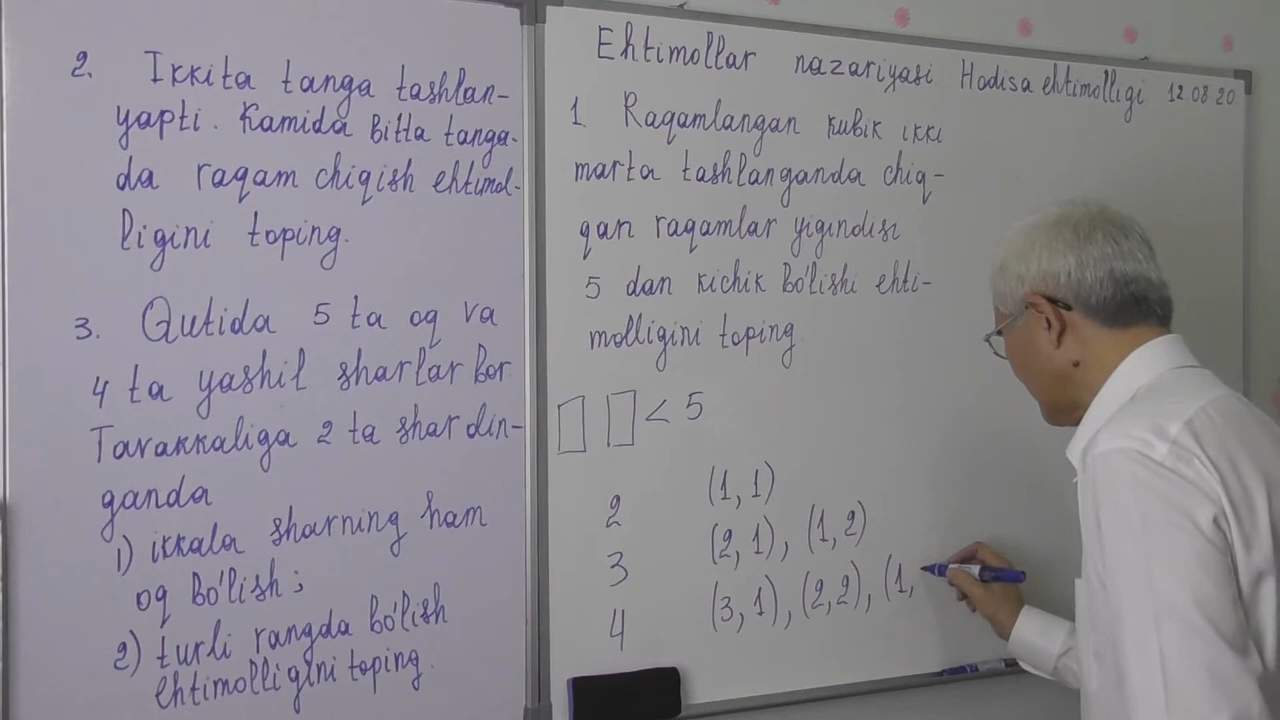 2. Ikkita tanga tashlan-
yapti. Kamida bitta tanga-
da raqam chiqish ehtimol-
ligini toping.
3. Qutida 5 ta oq va
4 ta yashil sharlar bor
Tavakkaliga 2 ta shar din-
ganda
1) ikkala sharning ham
oq bo'lish;
2) turli rangda bo'lish
ehtimolligini toping.
Ehtimollar nazariyasi. Hodisa ehtimolligi 12.08 20
1. Raqamlangan kubik ikki
marta tashlanganda chiq-
qan raqamlar yigindisi
5 dan kichik bo'lishi ehti-
molligini toping
< 5
2 (1, 1)
3 (2, 1), (1, 2)
4 (3, 1), (2, 2), (1,